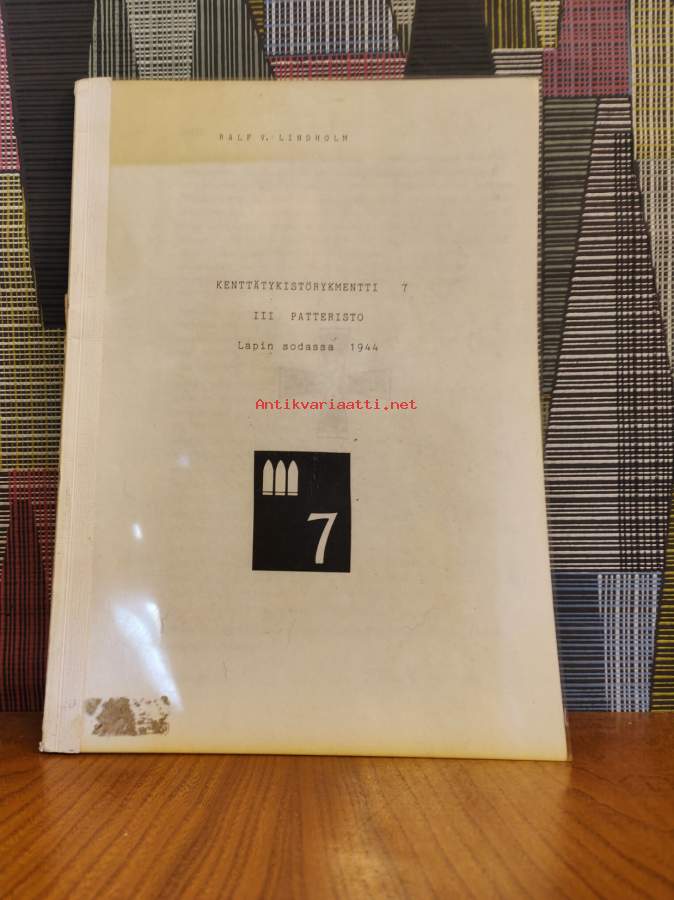 RALF V. LINDHOLM
KENTTÄTYKISTÖRYKMENTTI 7
III PATTERISTO
Lapin sodassa 1944
Antikvariaatti.net
7